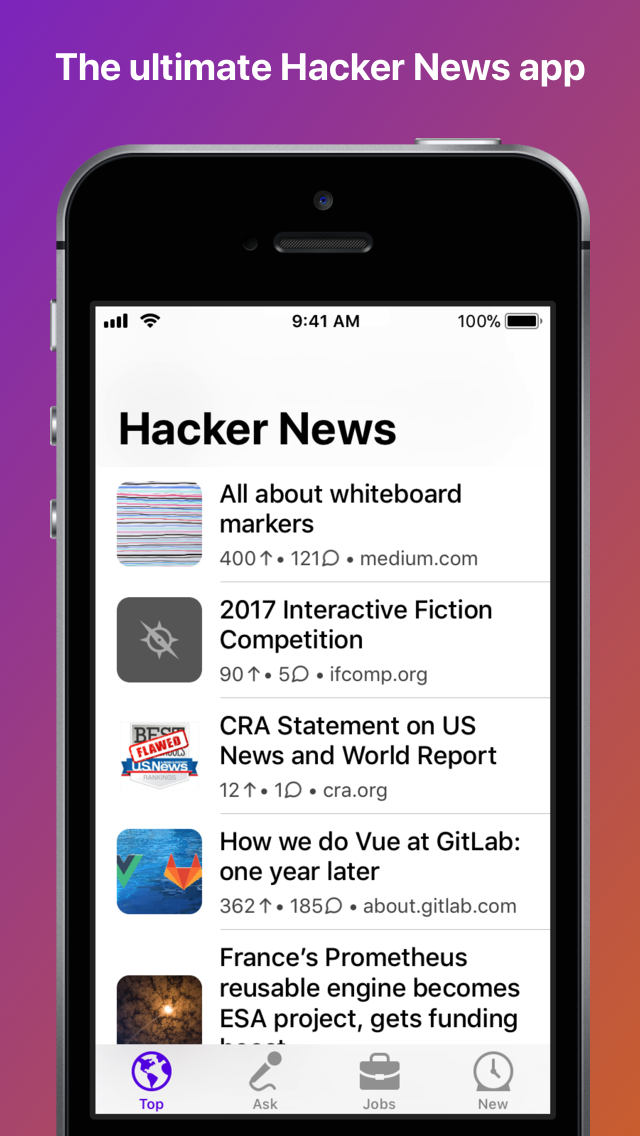 The ultimate Hacker News app
9:41 AM
100%
Hacker News
All about whiteboard
markers
400↑ • 121 • medium.com
2017 Interactive Fiction
Competition
90↑ • 5 • ifcomp.org
BEST
FLAWED
U.S.News
RANKINGS
CRA Statement on US
News and World Report
12↑ • 1 • cra.org
How we do Vue at GitLab:
one year later
362↑ • 185 • about.gitlab.com
France’s Prometheus
reusable engine becomes
ESA project, gets funding
Top
Ask
Jobs
New